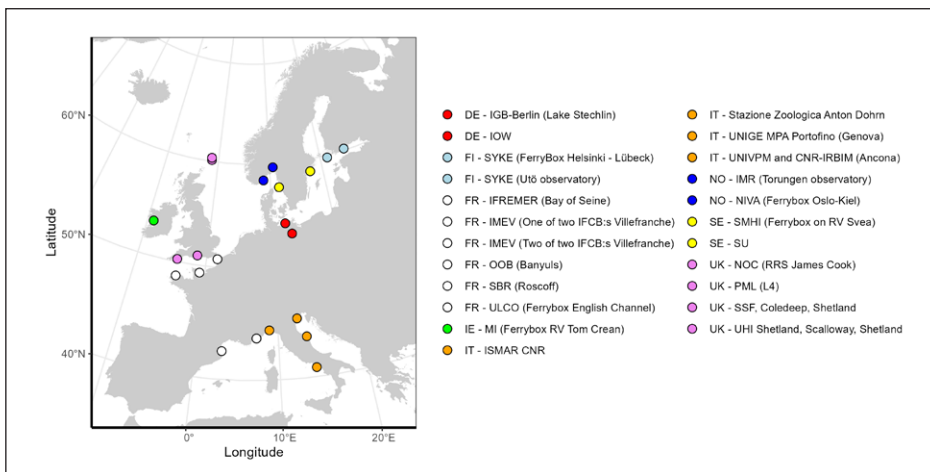 60°N
50°N
40°N
Latitude
0°
10°E
20°E
Longitude
DE - IGB-Berlin (Lake Stechlin)
DE - IOW
FI - SYKE (FerryBox Helsinki - Lübeck)
FI - SYKE (Utö observatory)
FR - IFREMER (Bay of Seine)
FR - IMEV (One of two IFCB:s Villefranche)
FR - IMEV (Two of two IFCB:s Villefranche)
FR - OOB (Banyuls)
FR - SBR (Roscoff)
FR - ULCO (Ferrybox English Channel)
IE - MI (Ferrybox RV Tom Crean)
IT - ISMAR CNR
IT - Stazione Zoologica Anton Dohrn
IT - UNIGE MPA Portofino (Genova)
IT - UNIVPM and CNR-IRBIM (Ancona)
NO - IMR (Torungen observatory)
NO - NIVA (Ferrybox Oslo-Kiel)
SE - SMHI (Ferrybox on RV Svea)
SE - SU
UK - NOC (RRS James Cook)
UK - PML (L4)
UK - SSF, Coledeep, Shetland
UK - UHI Shetland, Scalloway, Shetland